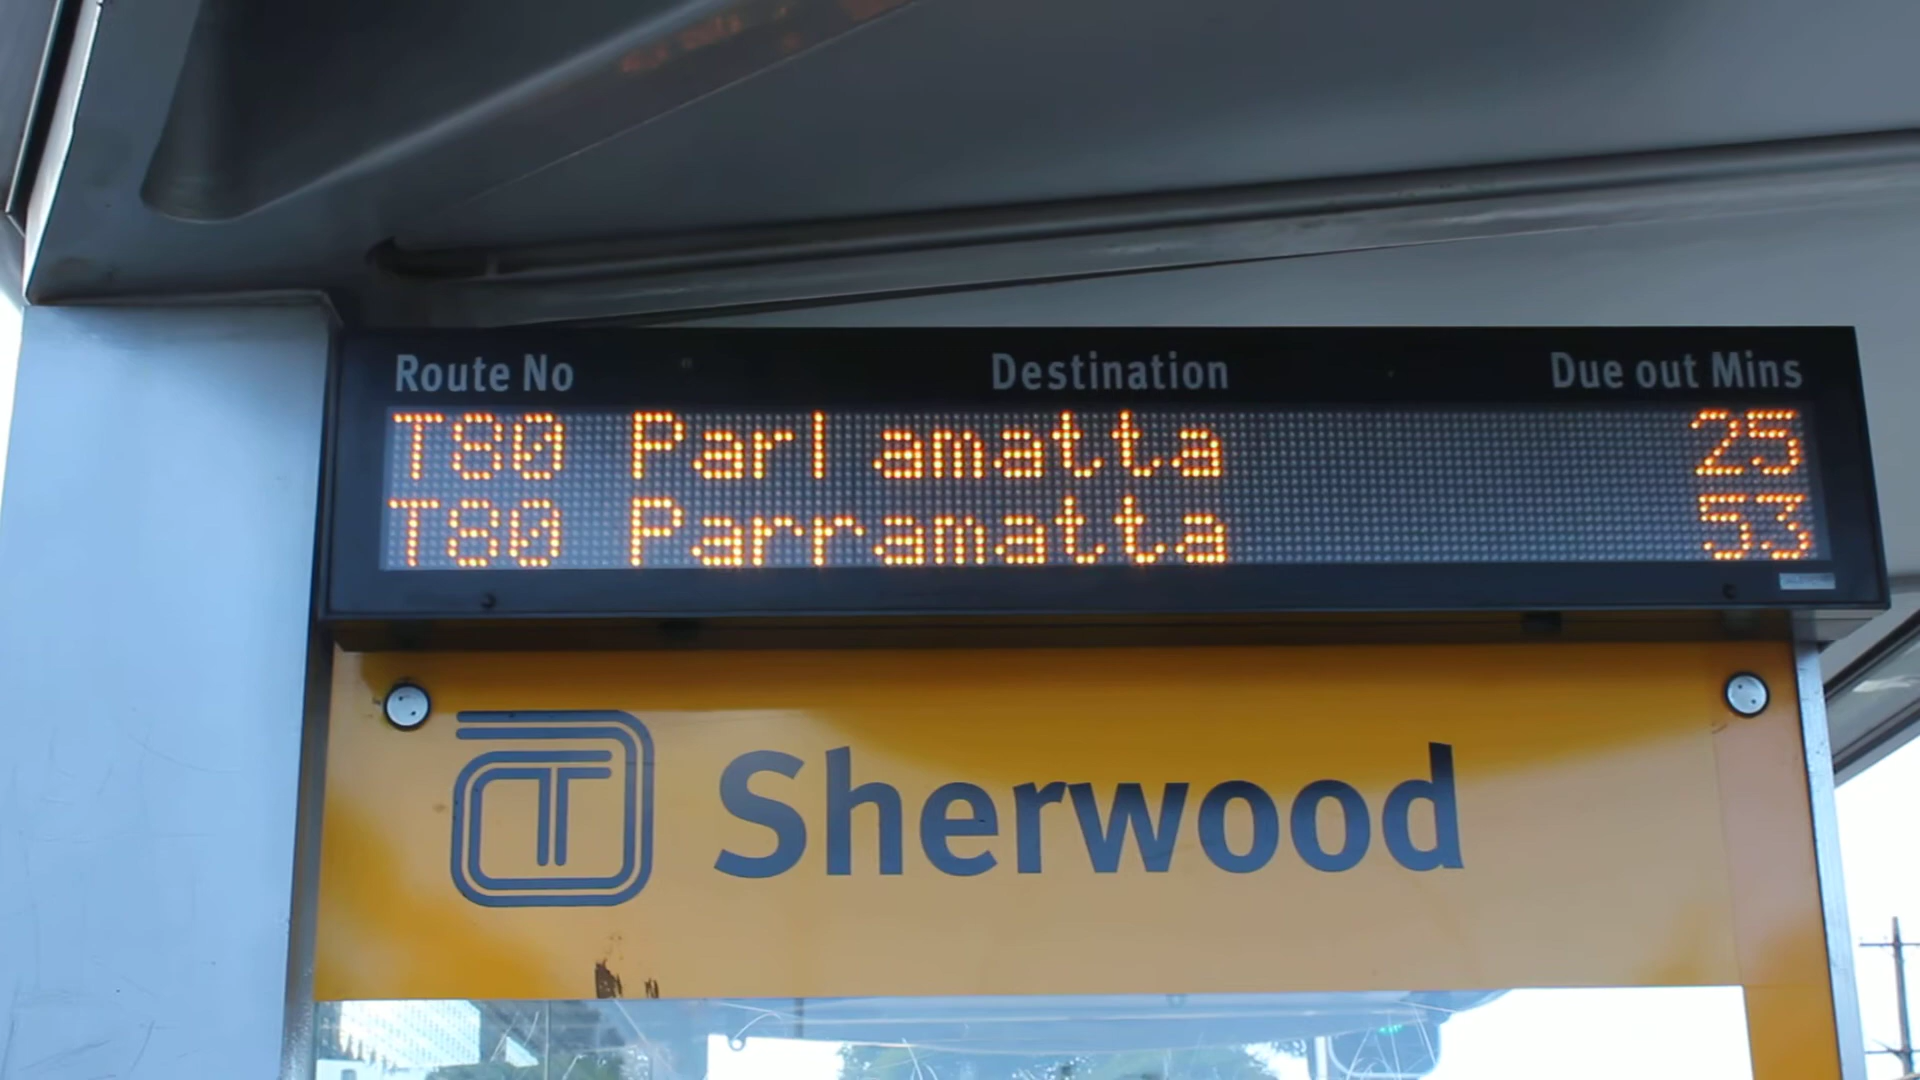 Route No Destination Due out Mins
T80 Parl amatta 25
T80 Parramatta 53
T Sherwood